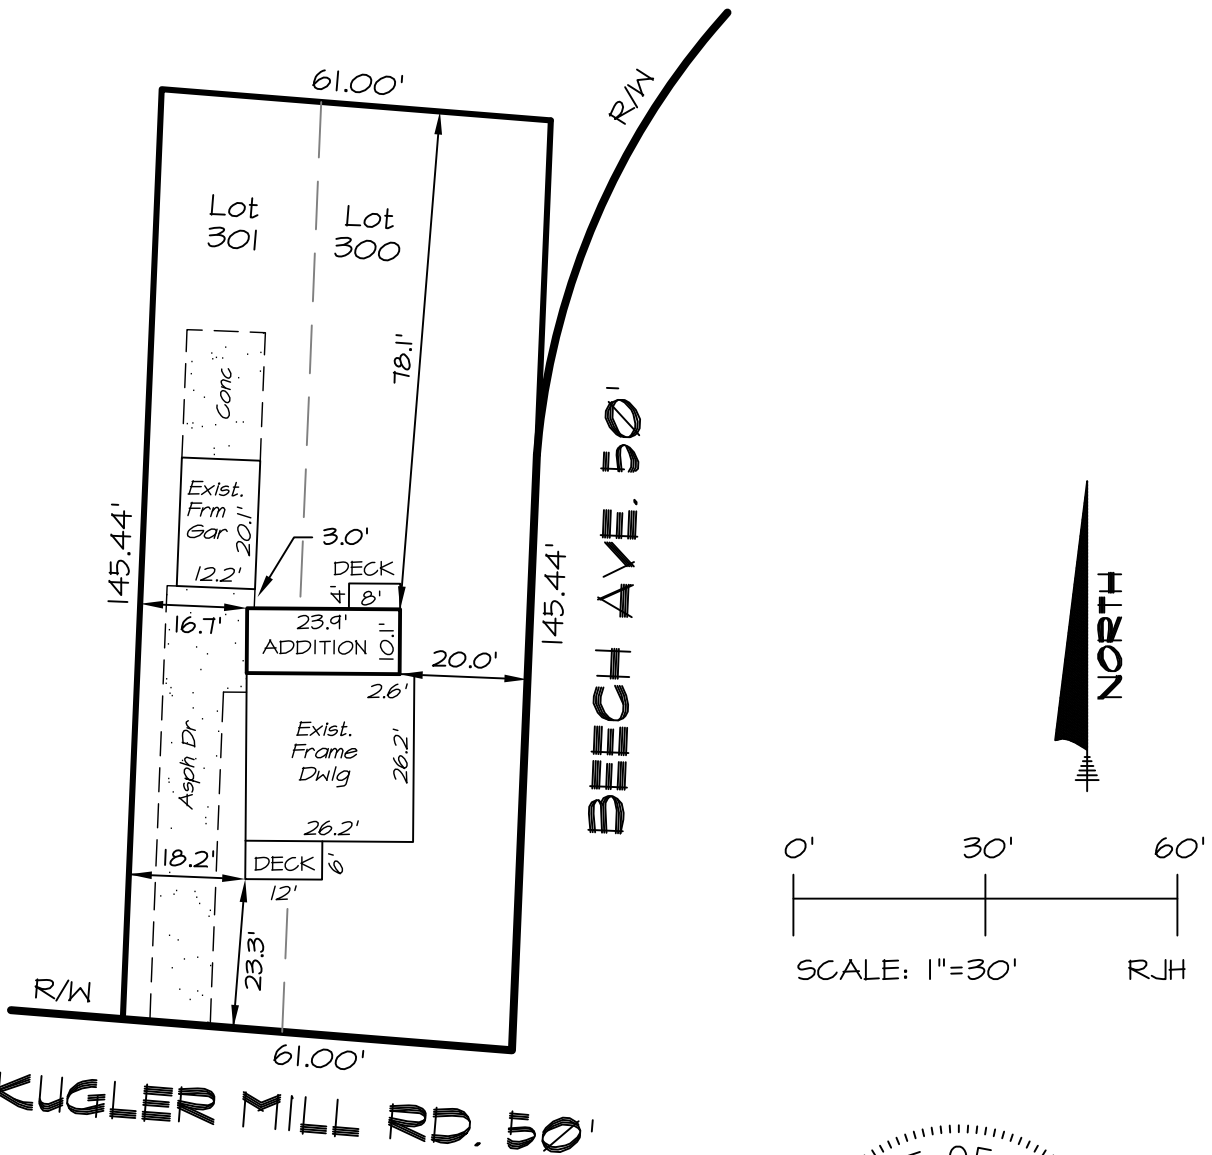 61.00'
R/W
Lot
301
Lot
300
78.1'
Conc
Exist.
Frm
Gar
20.1'
12.2'
3.0'
DECK
4'
8'
145.44'
145.44'
BEECH AVE. 50'
NORTH
16.7'
23.9'
ADDITION
10.1'
20.0'
2.6'
Exist.
Frame
Dwlg
26.2'
26.2'
Asph Dr
18.2'
DECK
6'
12'
23.3'
R/W
61.00'
KUGLER MILL RD. 50'
0'
30'
60'
SCALE: 1"=30'
RJH
OF